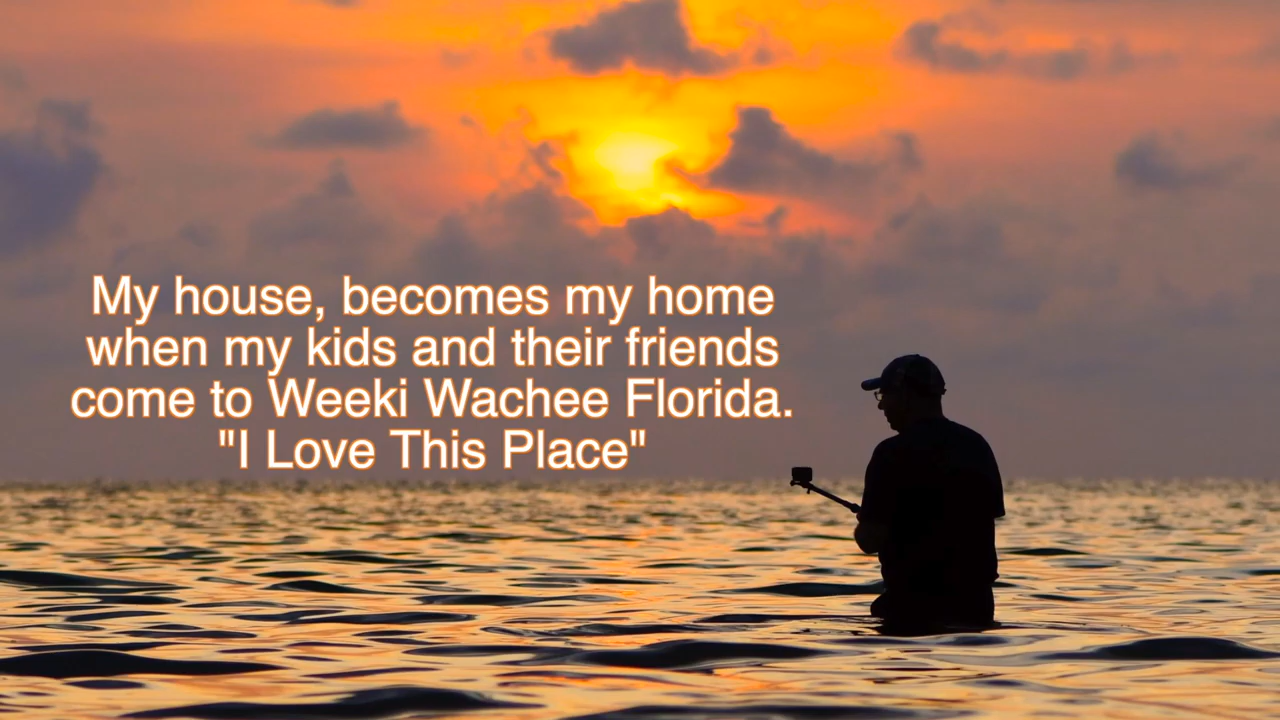 My house, becomes my home
when my kids and their friends
come to Weeki Wachee Florida.
"I Love This Place"